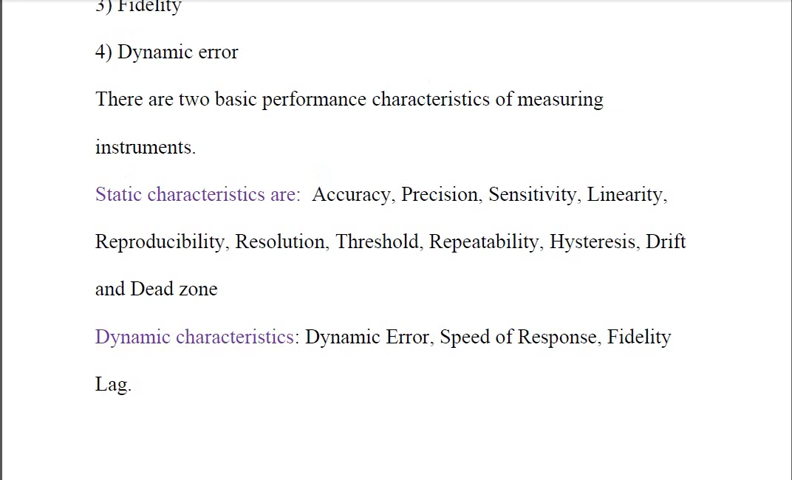 3) Fidelity
4) Dynamic error
There are two basic performance characteristics of measuring
instruments.
Static characteristics are:  Accuracy, Precision, Sensitivity, Linearity,
Reproducibility, Resolution, Threshold, Repeatability, Hysteresis, Drift
and Dead zone
Dynamic characteristics: Dynamic Error, Speed of Response, Fidelity
Lag.